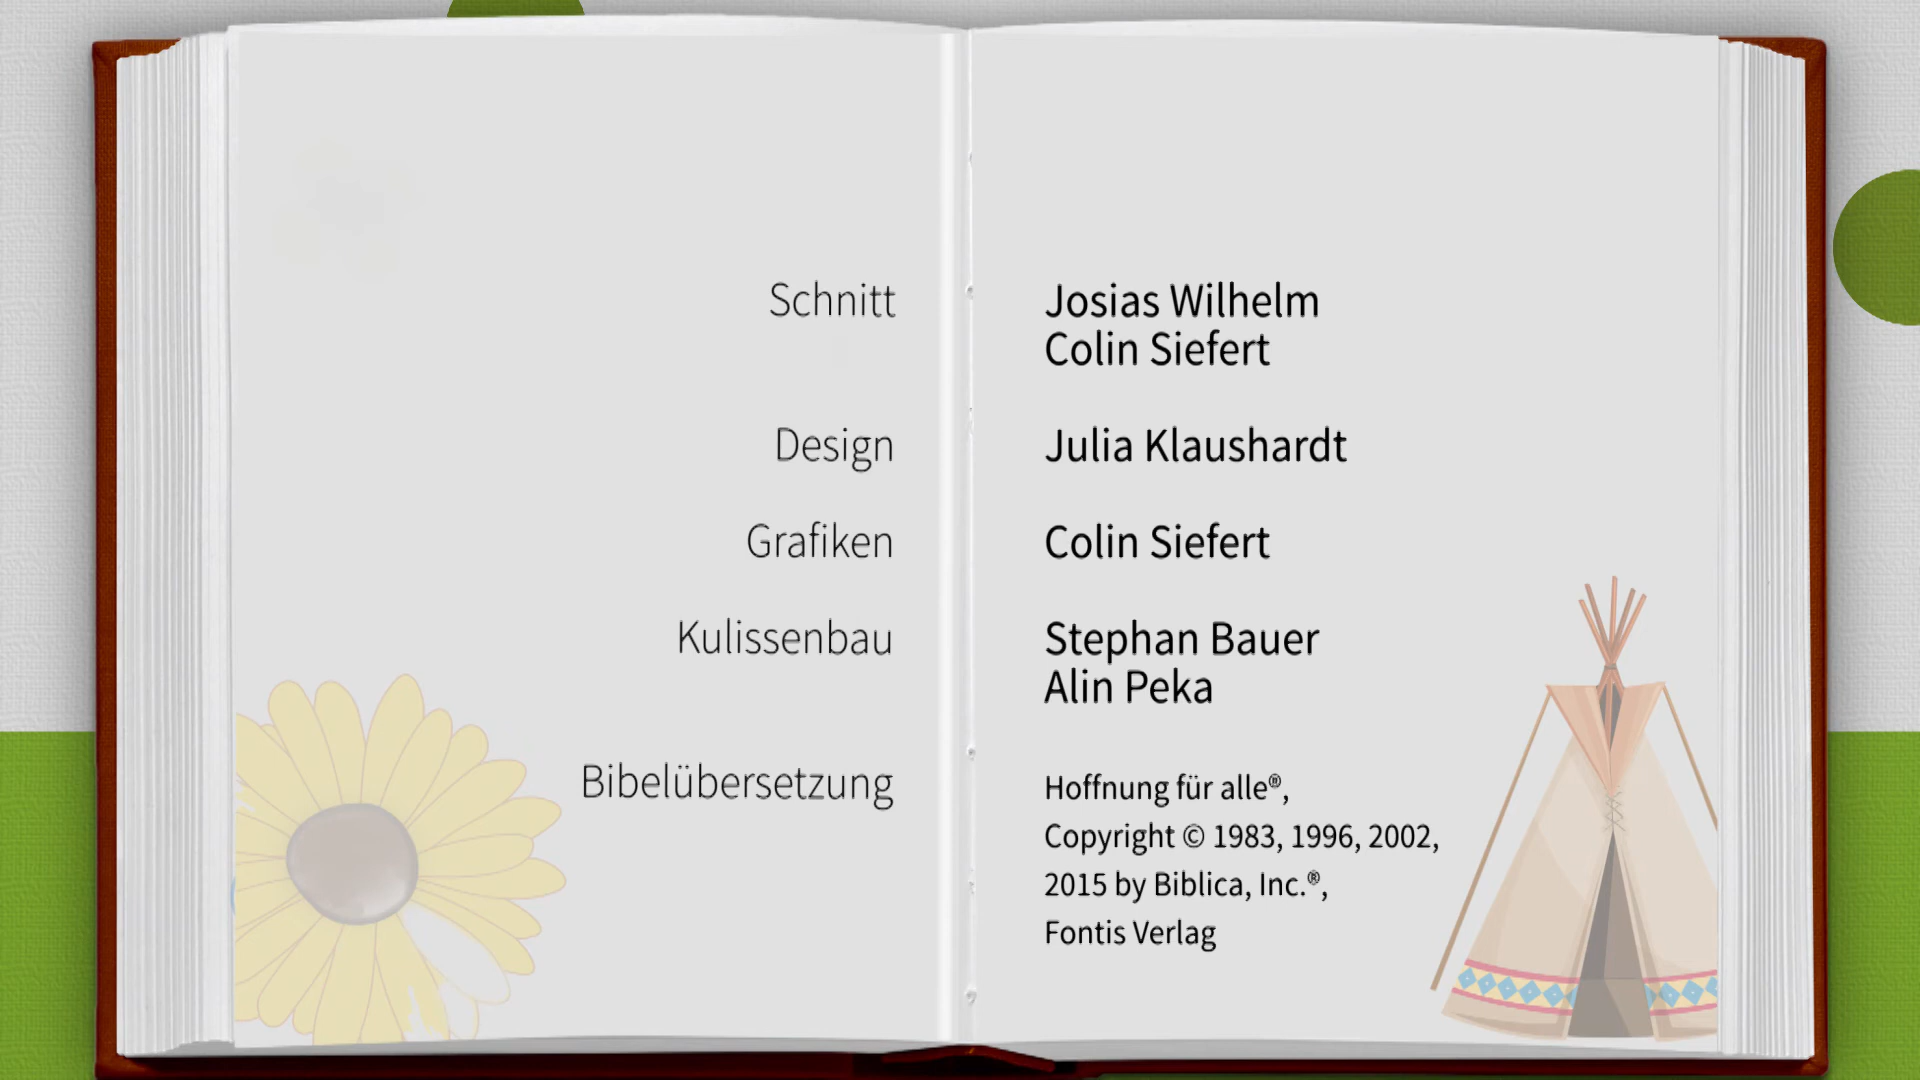 Schnitt Josias Wilhelm
Colin Siefert
Design Julia Klaushardt
Grafiken Colin Siefert
Kulissenbau Stephan Bauer
Alin Peka
Bibelübersetzung Hoffnung für alle®,
Copyright © 1983, 1996, 2002,
2015 by Biblica, Inc.®,
Fontis Verlag